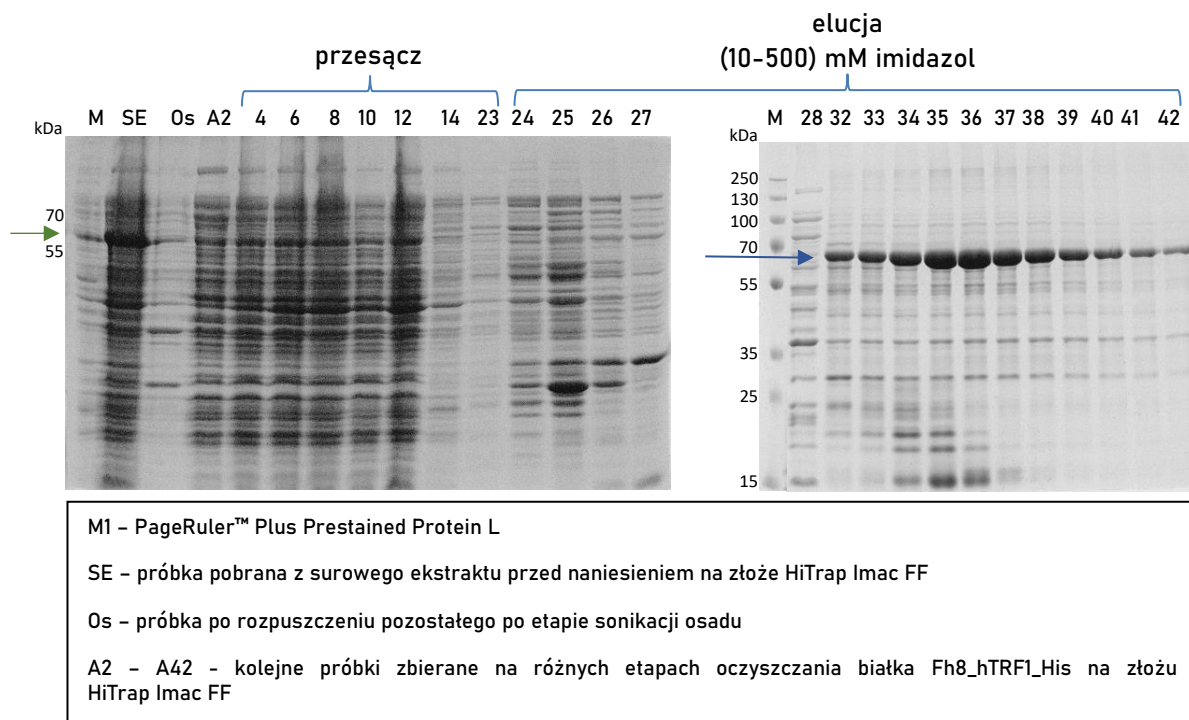 przesącz
elucja
(10-500) mM imidazol
M SE Os A2 4 6 8 10 12 14 23 24 25 26 27
M 28 32 33 34 35 36 37 38 39 40 41 42
kDa
70
55
kDa
250
130
100
70
55
35
25
15
M1 – PageRuler™ Plus Prestained Protein L
SE – próbka pobrana z surowego ekstraktu przed naniesieniem na złoże HiTrap Imac FF
Os – próbka po rozpuszczeniu pozostałego po etapie sonikacji osadu
A2 – A42 - kolejne próbki zbierane na różnych etapach oczyszczania białka Fh8_hTRF1_His na złożu
HiTrap Imac FF